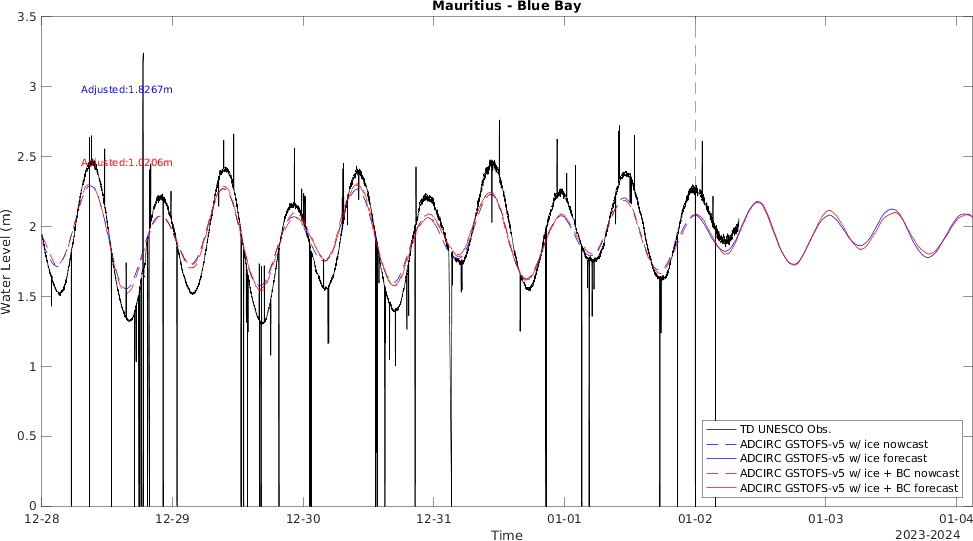 Mauritius - Blue Bay
3.5
3
2.5
2
1.5
1
0.5
0
Water Level (m)
Adjusted:1.8267m
Adjusted:1.0206m
TD UNESCO Obs.
ADCIRC GSTOFS-v5 w/ ice nowcast
ADCIRC GSTOFS-v5 w/ ice forecast
ADCIRC GSTOFS-v5 w/ ice + BC nowcast
ADCIRC GSTOFS-v5 w/ ice + BC forecast
12-28 12-29 12-30 12-31 01-01 01-02 01-03 01-04
Time
2023-2024